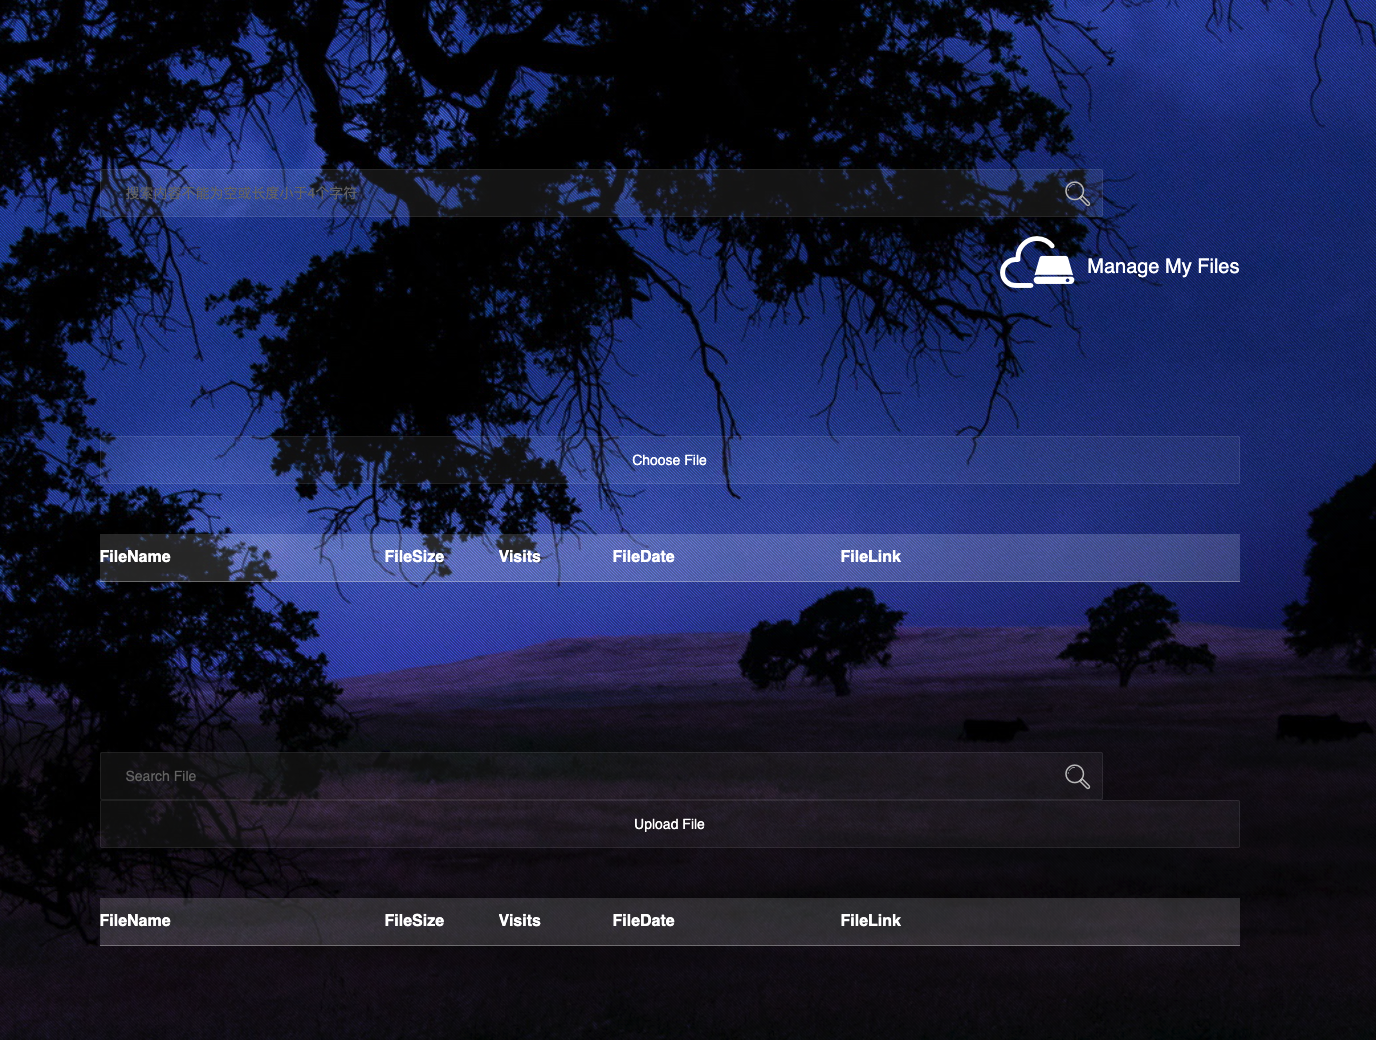 搜索内容不能为空或长度小于4个字符
Manage My Files
Choose File
FileName FileSize Visits FileDate FileLink
Search File
Upload File
FileName FileSize Visits FileDate FileLink